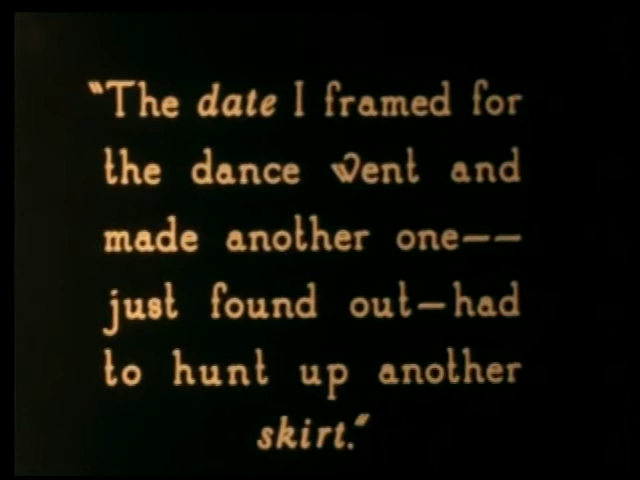 "The date I framed for
the dance went and
made another one--
just found out—had
to hunt up another
skirt."